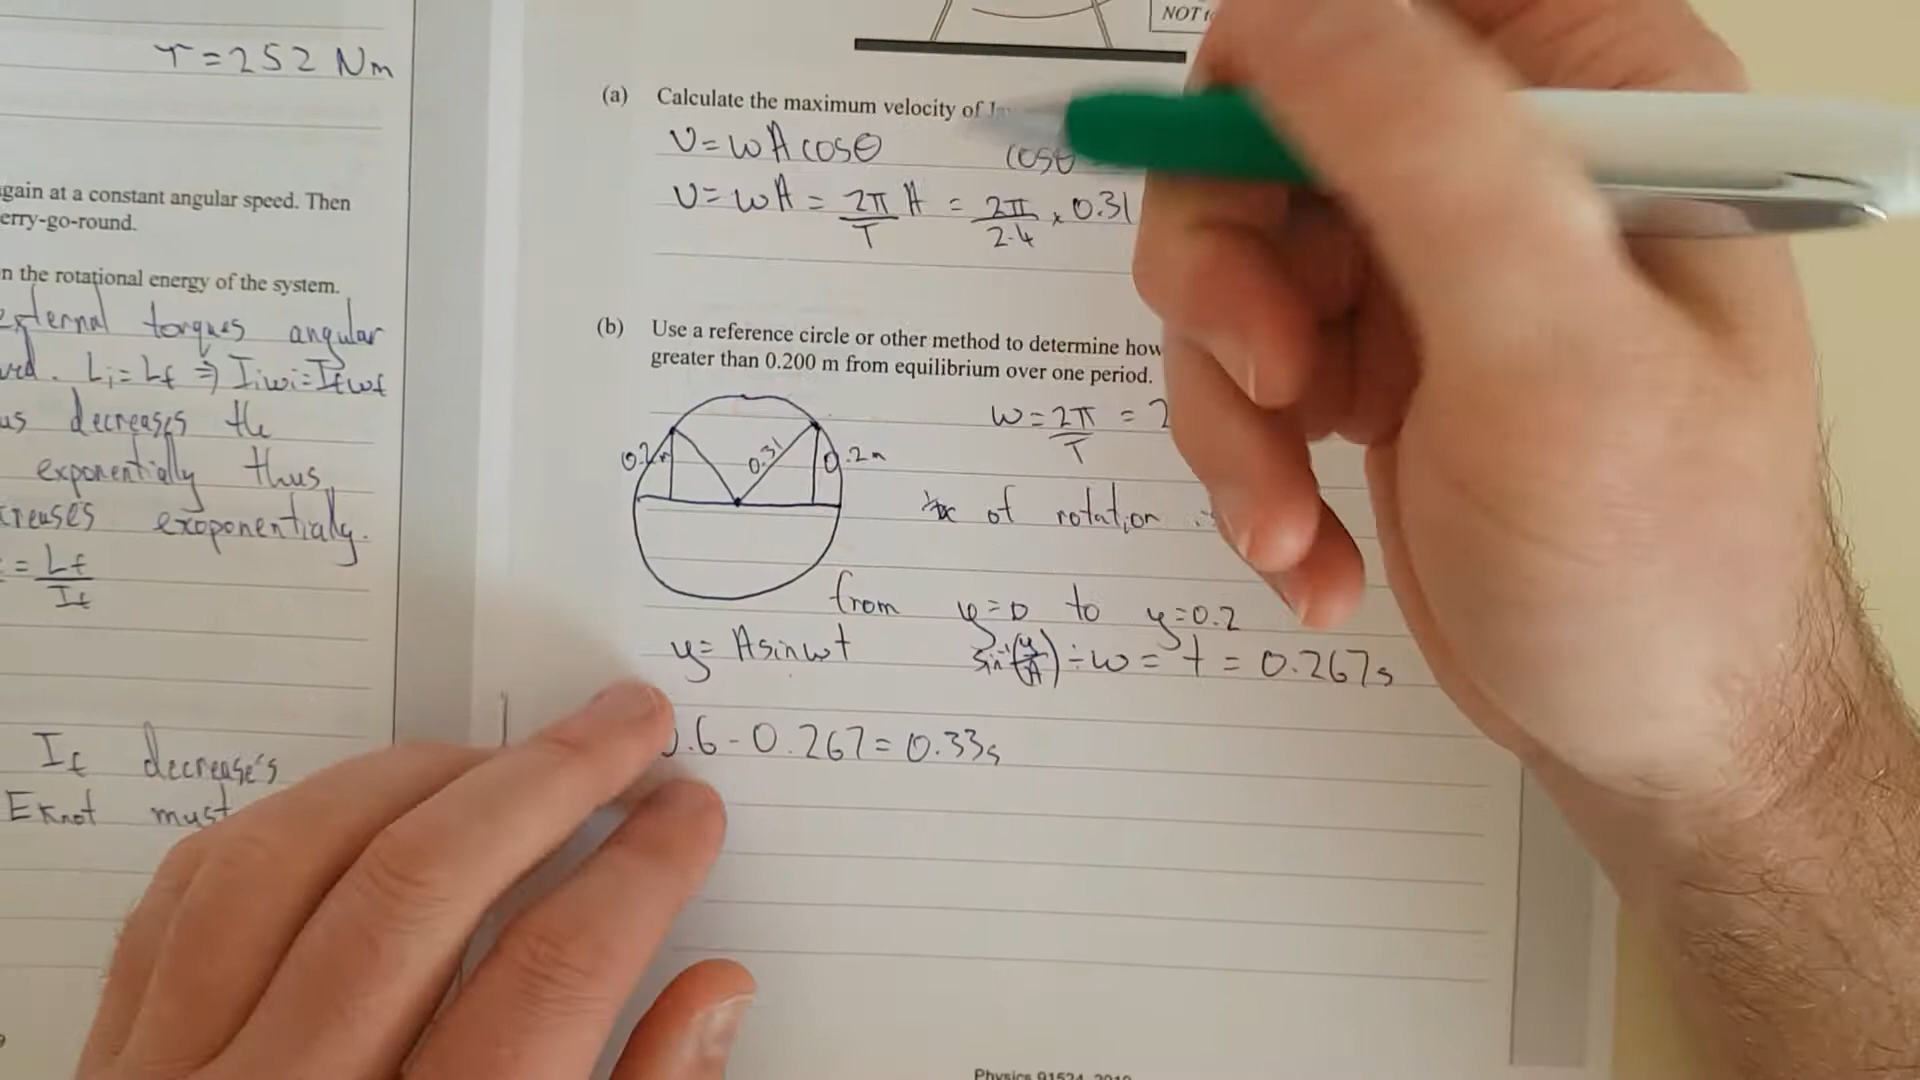 τ = 252 Nm
gain at a constant angular speed. Then
erry-go-round.
n the rotational energy of the system.
external torques angular
ved. Li = Lf ⇒ Iiωi = Ifωf
us decreases the
exponentially thus
creases exoponentially.
= Lf/If
If decrease's
Eknot must
NOT t
(a) Calculate the maximum velocity of
v = ωA cosθ cosθ
v = ωA = 2π/T A = 2π/2.4 × 0.31
(b) Use a reference circle or other method to determine how
greater than 0.200 m from equilibrium over one period.
ω = 2π/T = 2
0.2m 0.31 0.2m
of rotation
from y=0 to y=0.2
y = A sin ωt sin⁻¹(y/A) ÷ ω = t = 0.267s
0.6 - 0.267 = 0.33s
Physics 91524, 2019